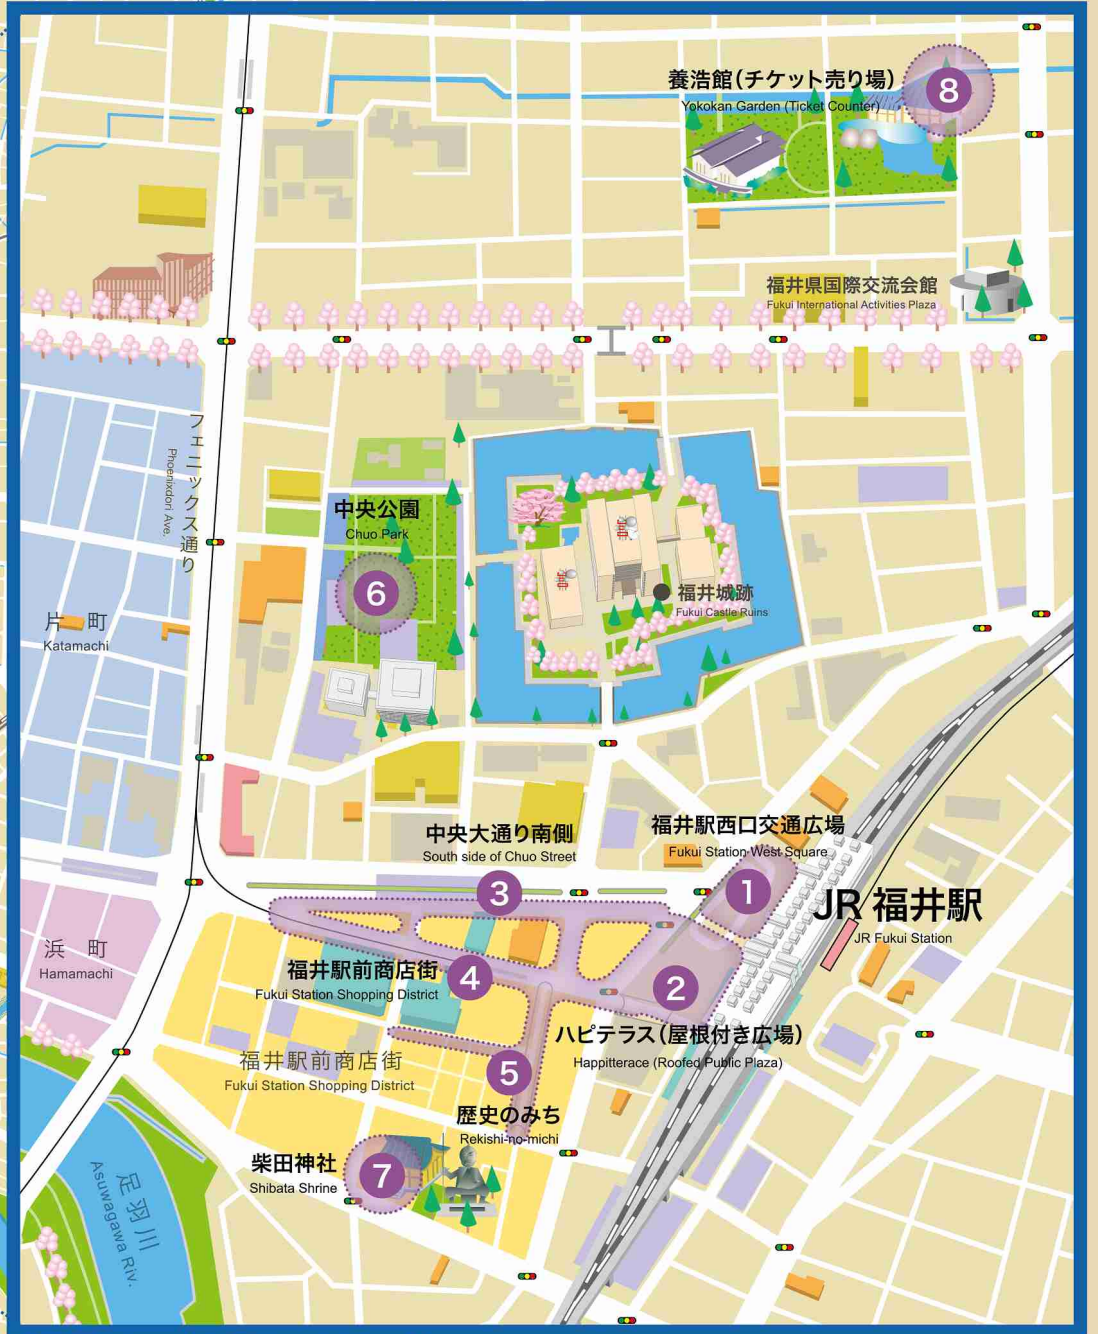 養浩館(チケット売り場)
Yokokan Garden (Ticket Counter)
8
福井県国際交流会館
Fukui International Activities Plaza
フェニックス通り
Phoenixdori Ave.
中央公園
Chuo Park
6
福井城跡
Fukui Castle Ruins
片 町
Katamachi
中央大通り南側
South side of Chuo Street
3
福井駅西口交通広場
Fukui Station West Square
1
JR 福井駅
JR Fukui Station
浜 町
Hamamachi
福井駅前商店街
Fukui Station Shopping District
4
2
ハピテラス(屋根付き広場)
Happitterace (Roofed Public Plaza)
福井駅前商店街
Fukui Station Shopping District
5
歴史のみち
Rekishi-no-michi
柴田神社
Shibata Shrine
7
足羽川
Asuwagawa Riv.